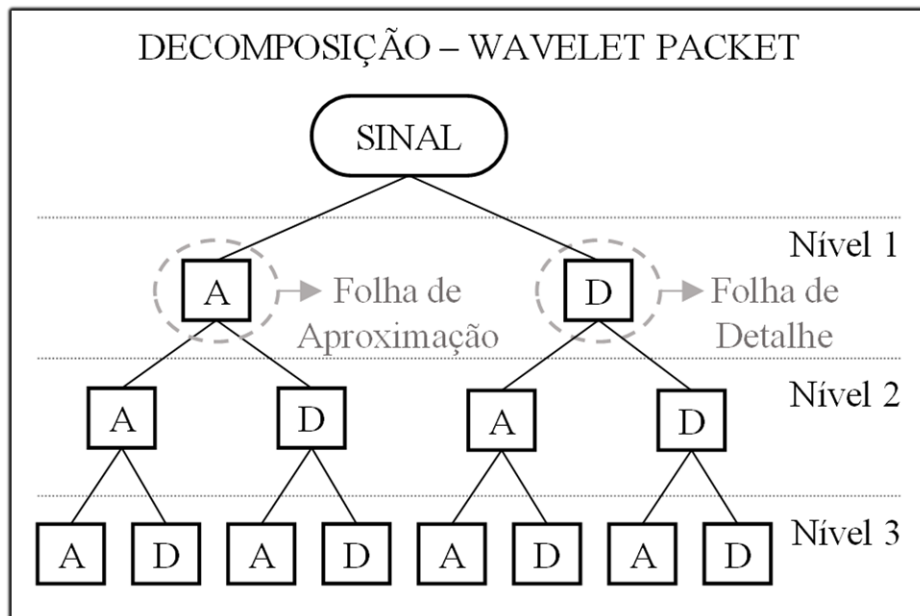 DECOMPOSIÇÃO – WAVELET PACKET
SINAL
Nível 1
A
Folha de
Aproximação
D
Folha de
Detalhe
Nível 2
A
D
A
D
Nível 3
A
D
A
D
A
D
A
D